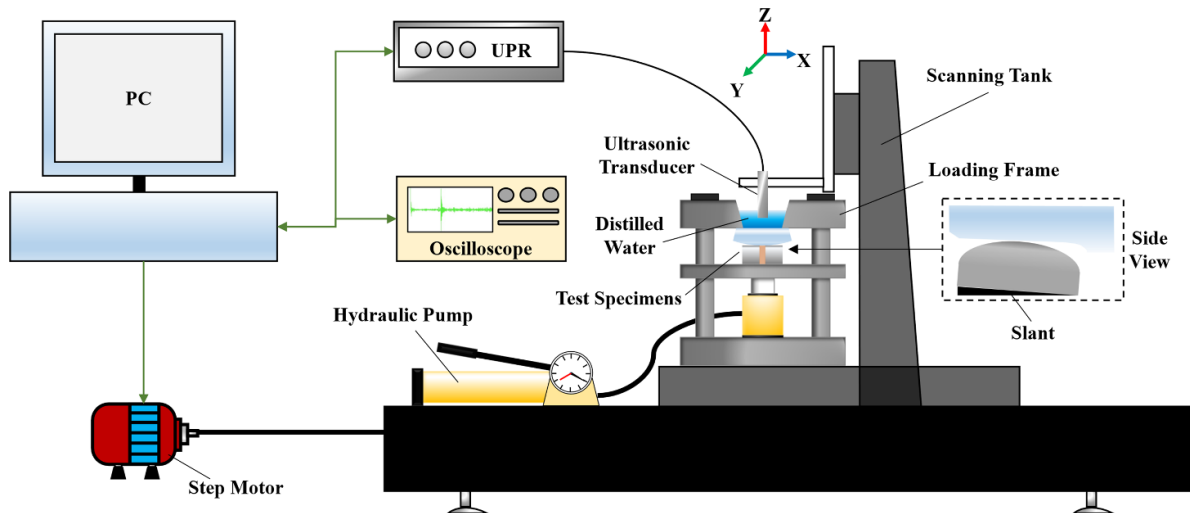 PC
UPR
Oscilloscope
Z
X
Y
Scanning Tank
Ultrasonic
Transducer
Loading Frame
Distilled
Water
Side
View
Test Specimens
Slant
Hydraulic Pump
Step Motor